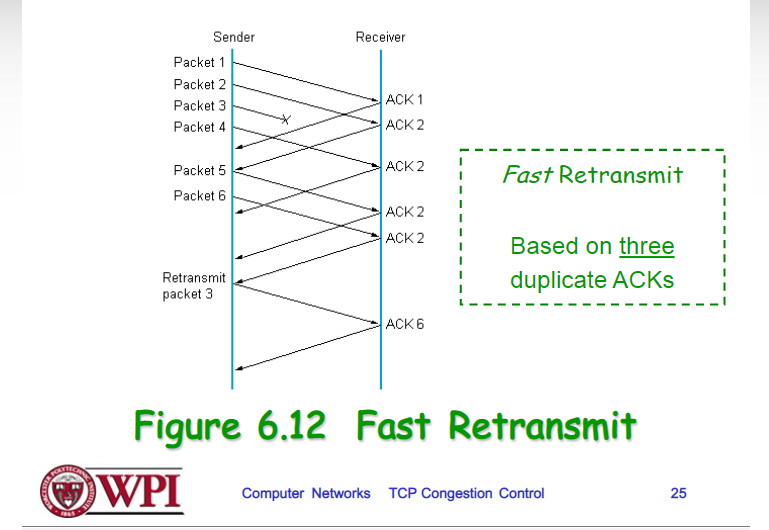 Sender
Receiver
Packet 1
Packet 2
Packet 3
Packet 4
Packet 5
Packet 6
Retransmit
packet 3
X
ACK 1
ACK 2
ACK 2
ACK 2
ACK 2
ACK 6
Fast Retransmit
Based on three
duplicate ACKs
Figure 6.12 Fast Retransmit
WPI
Computer Networks TCP Congestion Control
25